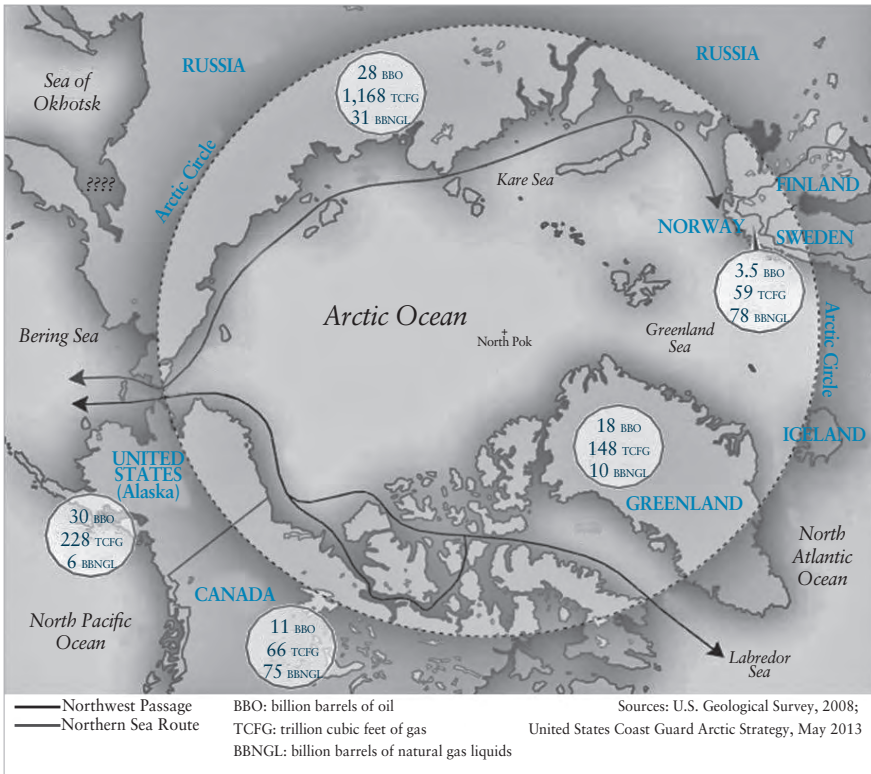 RUSSIA
RUSSIA
Sea of
Okhotsk
28 BBO
1,168 TCFG
31 BBNGL
Arctic Circle
????
Kare Sea
FINLAND
NORWAY
SWEDEN
3.5 BBO
59 TCFG
78 BBNGL
Arctic Ocean
North Pok
Greenland
Sea
Arctic Circle
Bering Sea
18 BBO
148 TCFG
10 BBNGL
ICELAND
UNITED
STATES
(Alaska)
GREENLAND
30 BBO
228 TCFG
6 BBNGL
North
Atlantic
Ocean
CANADA
North Pacific
Ocean
11 BBO
66 TCFG
75 BBNGL
Labredor
Sea
Northwest Passage
Northern Sea Route
BBO: billion barrels of oil
TCFG: trillion cubic feet of gas
BBNGL: billion barrels of natural gas liquids
Sources: U.S. Geological Survey, 2008;
United States Coast Guard Arctic Strategy, May 2013